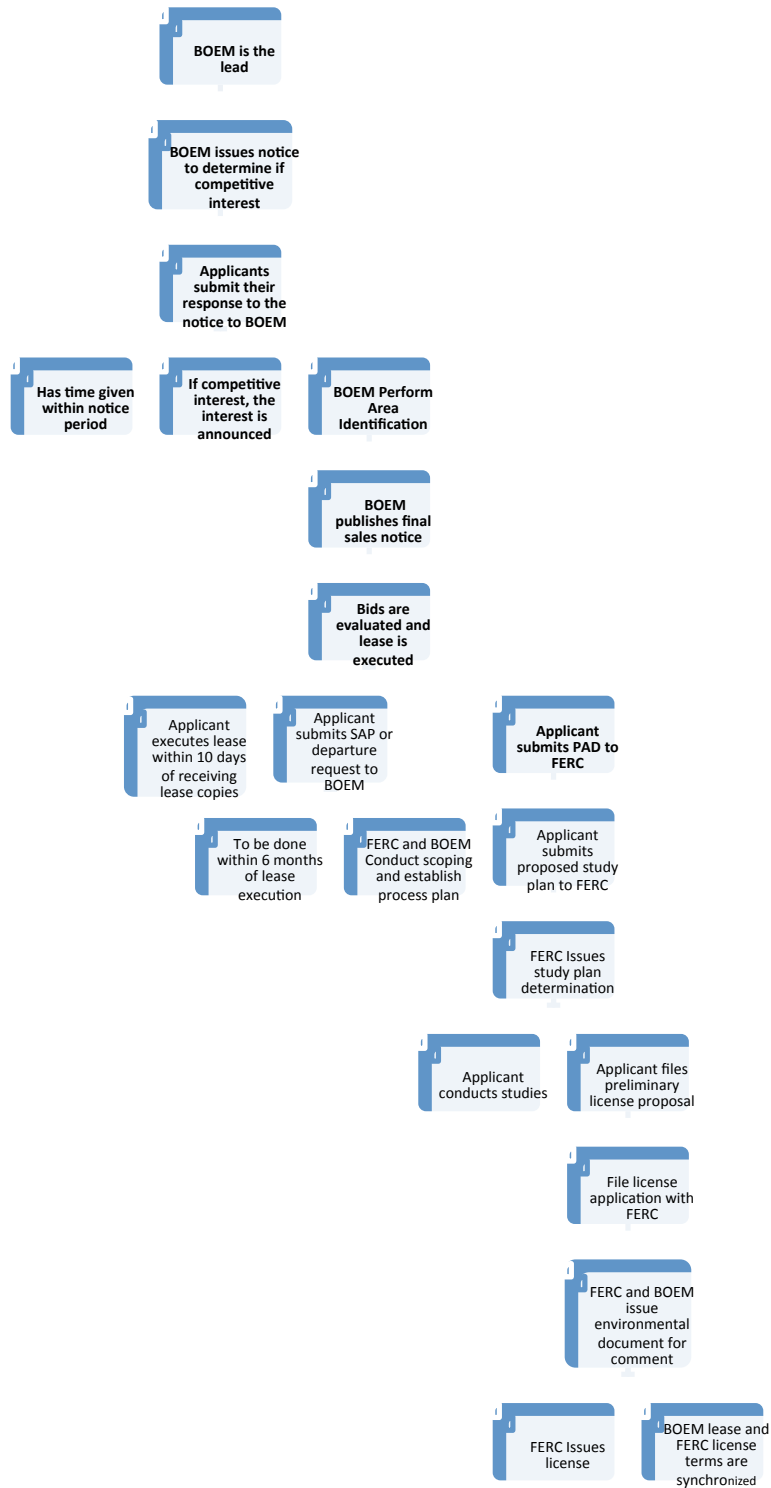 BOEM is the
lead
BOEM issues notice
to determine if
competitive
interest
Applicants
submit their
response to the
notice to BOEM
Has time given
within notice
period
If competitive
interest, the
interest is
announced
BOEM Perform
Area
Identification
BOEM
publishes final
sales notice
Bids are
evaluated and
lease is
executed
Applicant
executes lease
within 10 days
of receiving
lease copies
Applicant
submits SAP or
departure
request to
BOEM
Applicant
submits PAD to
FERC
To be done
within 6 months
of lease
execution
FERC and BOEM
Conduct scoping
and establish
process plan
Applicant
submits
proposed study
plan to FERC
FERC Issues
study plan
determination
Applicant
conducts studies
Applicant files
preliminary
license proposal
File license
application with
FERC
FERC and BOEM
issue
environmental
document for
comment
FERC Issues
license
BOEM lease and
FERC license
terms are
synchronized